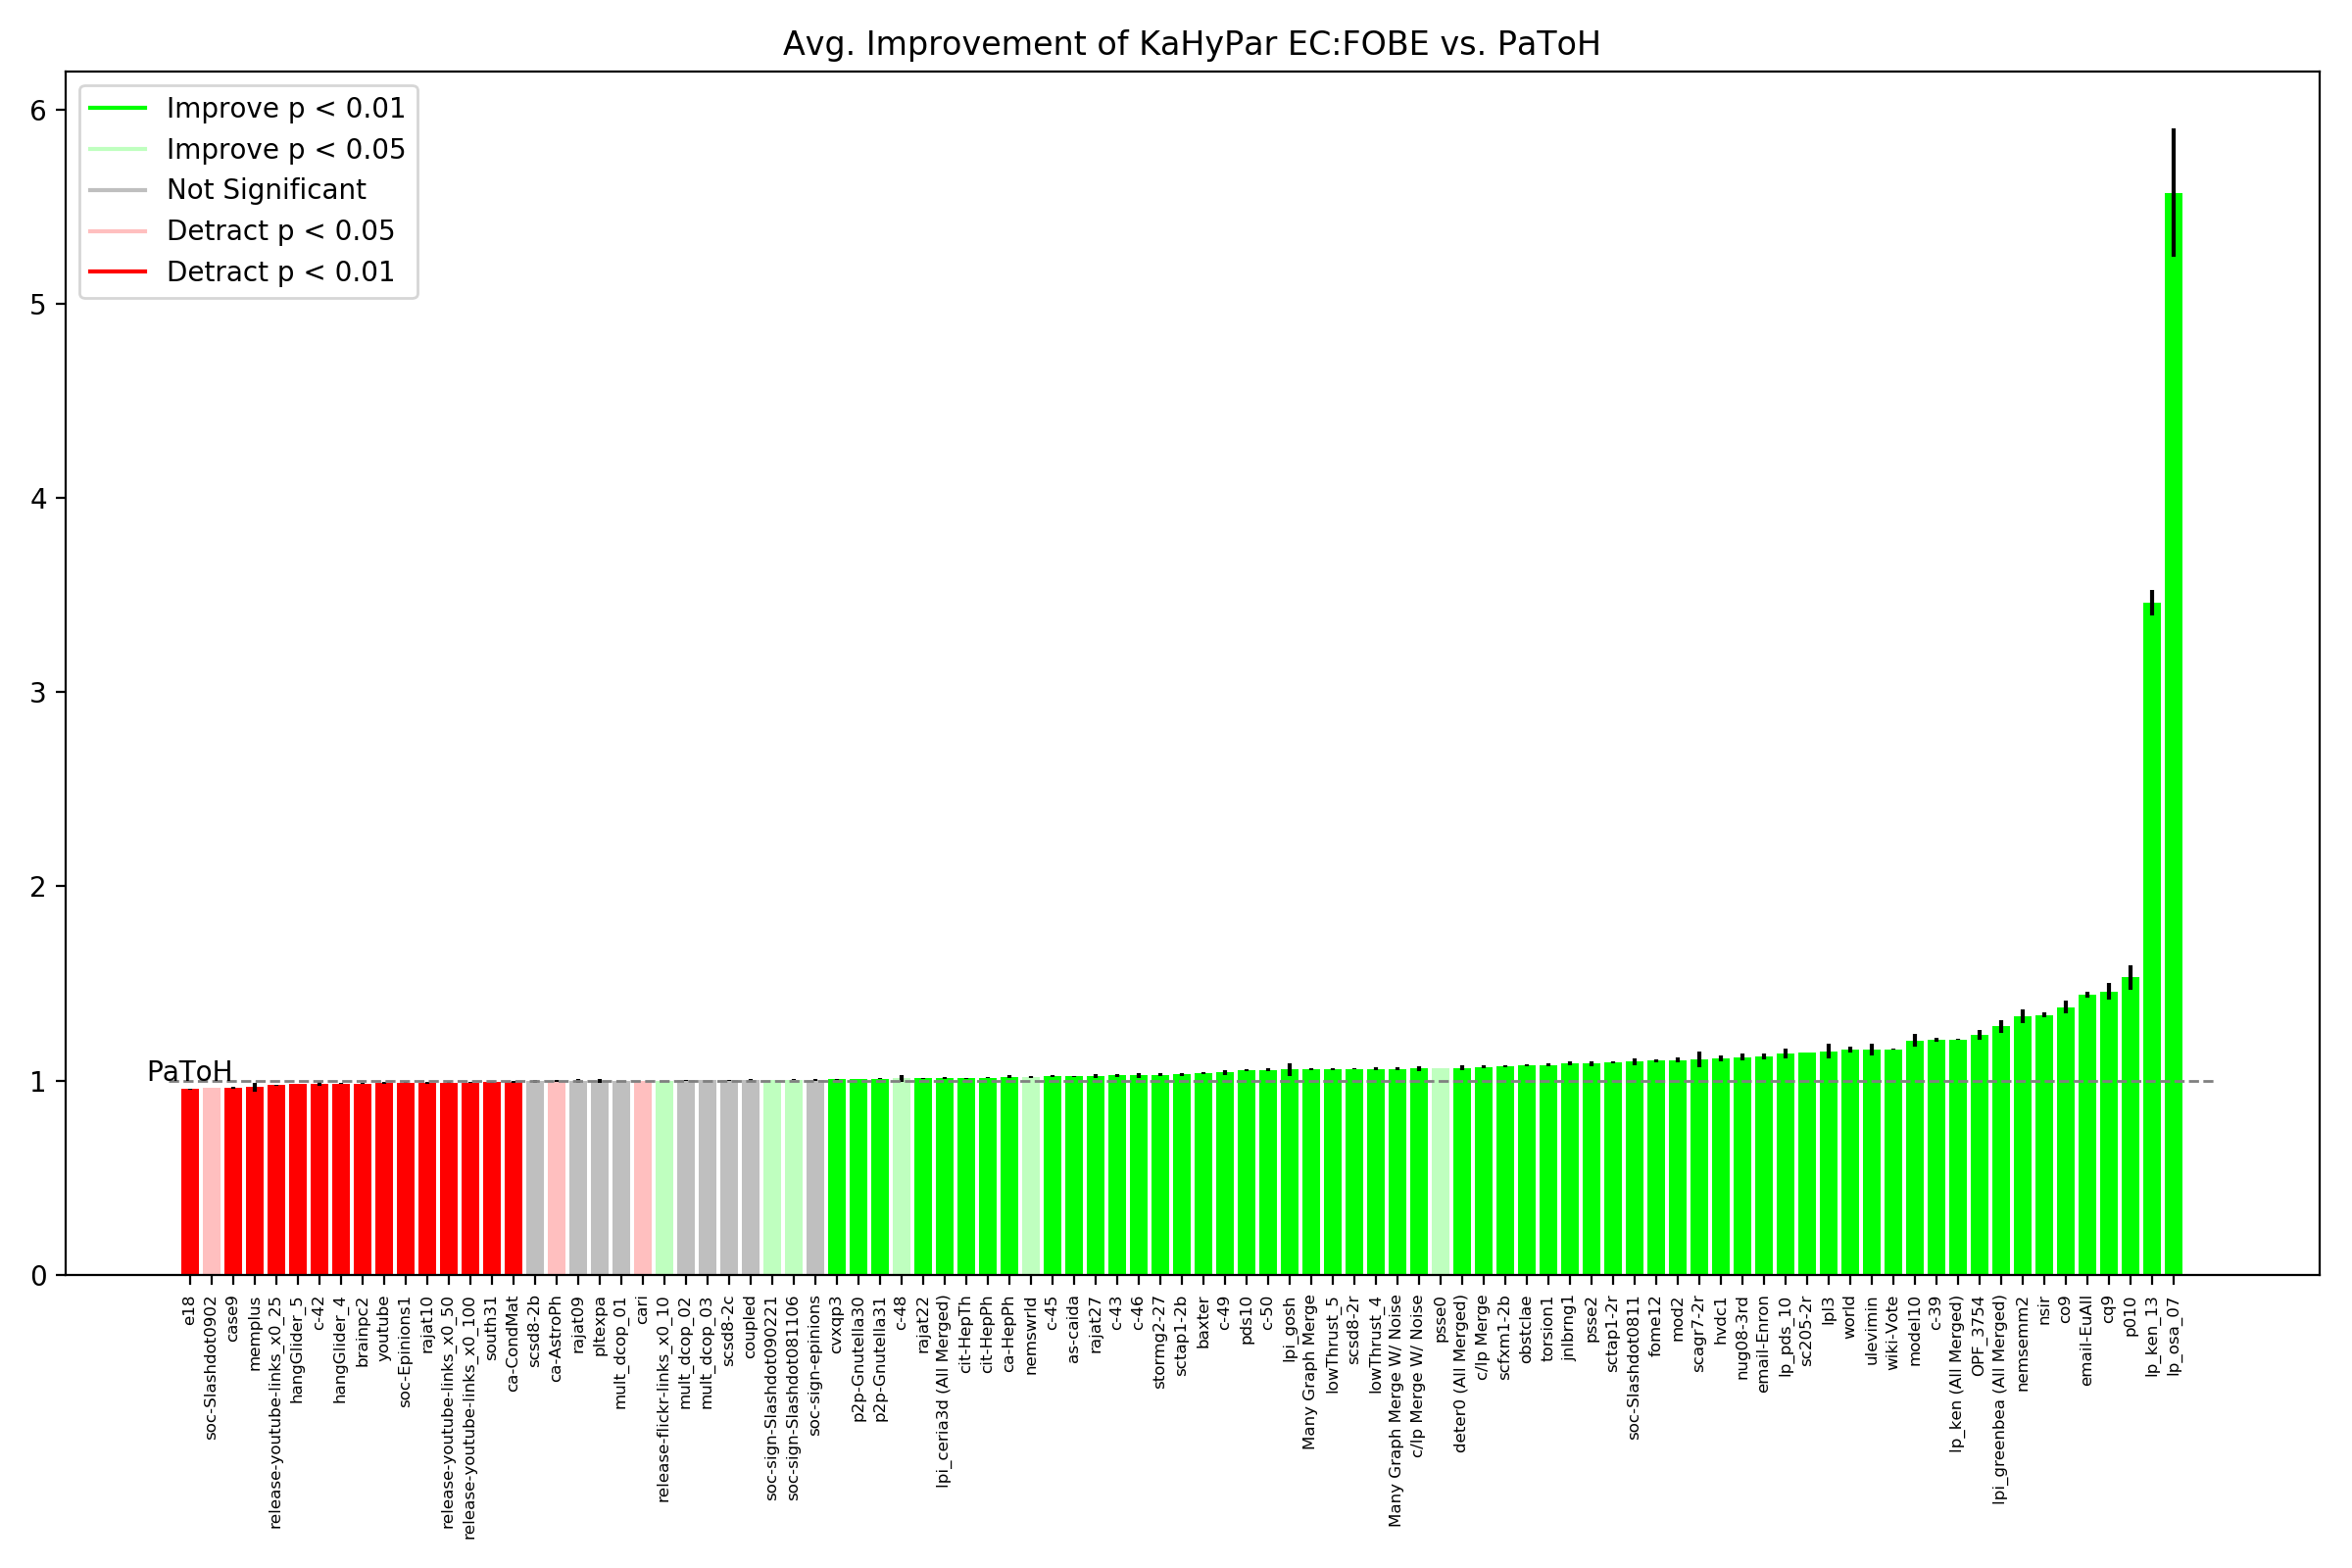 Avg. Improvement of KaHyPar EC:FOBE vs. PaToH
Improve p < 0.01
Improve p < 0.05
Not Significant
Detract p < 0.05
Detract p < 0.01
6
5
4
3
2
1
0
PaToH
e18
soc-Slashdot0902
case9
memplus
release-youtube-links_x0_25
hangGlider_5
c-42
hangGlider_4
brainpc2
youtube
soc-Epinions1
rajat10
release-youtube-links_x0_50
release-youtube-links_x0_100
south31
ca-CondMat
scsd8-2b
ca-AstroPh
rajat09
pltexpa
mult_dcop_01
cari
release-flickr-links_x0_10
mult_dcop_02
mult_dcop_03
scsd8-2c
coupled
soc-sign-Slashdot090221
soc-sign-Slashdot081106
soc-sign-epinions
cvxqp3
p2p-Gnutella30
p2p-Gnutella31
c-48
rajat22
lpi_ceria3d (All Merged)
cit-HepTh
cit-HepPh
ca-HepPh
nemswrld
c-45
as-caida
rajat27
c-43
c-46
stormg2-27
sctap1-2b
baxter
c-49
pds10
c-50
lpi_gosh
Many Graph Merge
lowThrust_5
scsd8-2r
lowThrust_4
Many Graph Merge W/ Noise
c/lp Merge W/ Noise
psse0
deter0 (All Merged)
c/lp Merge
scfxm1-2b
obstclae
torsion1
jnlbrng1
psse2
sctap1-2r
soc-Slashdot0811
fome12
mod2
scagr7-2r
hvdc1
nug08-3rd
email-Enron
lp_pds_10
sc205-2r
lpl3
world
ulevimin
wiki-Vote
model10
c-39
lp_ken (All Merged)
OPF_3754
lpi_greenbea (All Merged)
nemsemm2
nsir
co9
email-EuAll
cq9
p010
lp_ken_13
lp_osa_07